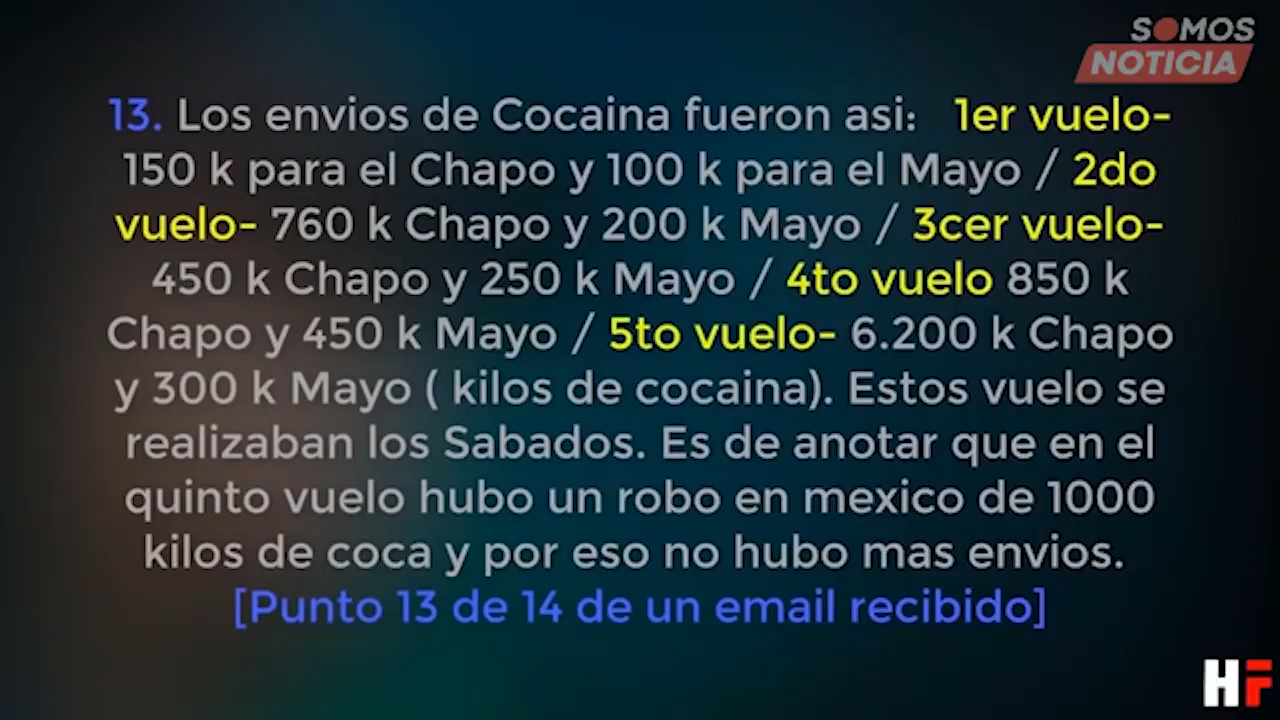 SOMOS
NOTICIA
13. Los envios de Cocaina fueron asi: 1er vuelo-
150 k para el Chapo y 100 k para el Mayo / 2do
vuelo- 760 k Chapo y 200 k Mayo / 3cer vuelo-
450 k Chapo y 250 k Mayo / 4to vuelo 850 k
Chapo y 450 k Mayo / 5to vuelo- 6.200 k Chapo
y 300 k Mayo ( kilos de cocaina). Estos vuelo se
realizaban los Sabados. Es de anotar que en el
quinto vuelo hubo un robo en mexico de 1000
kilos de coca y por eso no hubo mas envios.
[Punto 13 de 14 de un email recibido]
HF